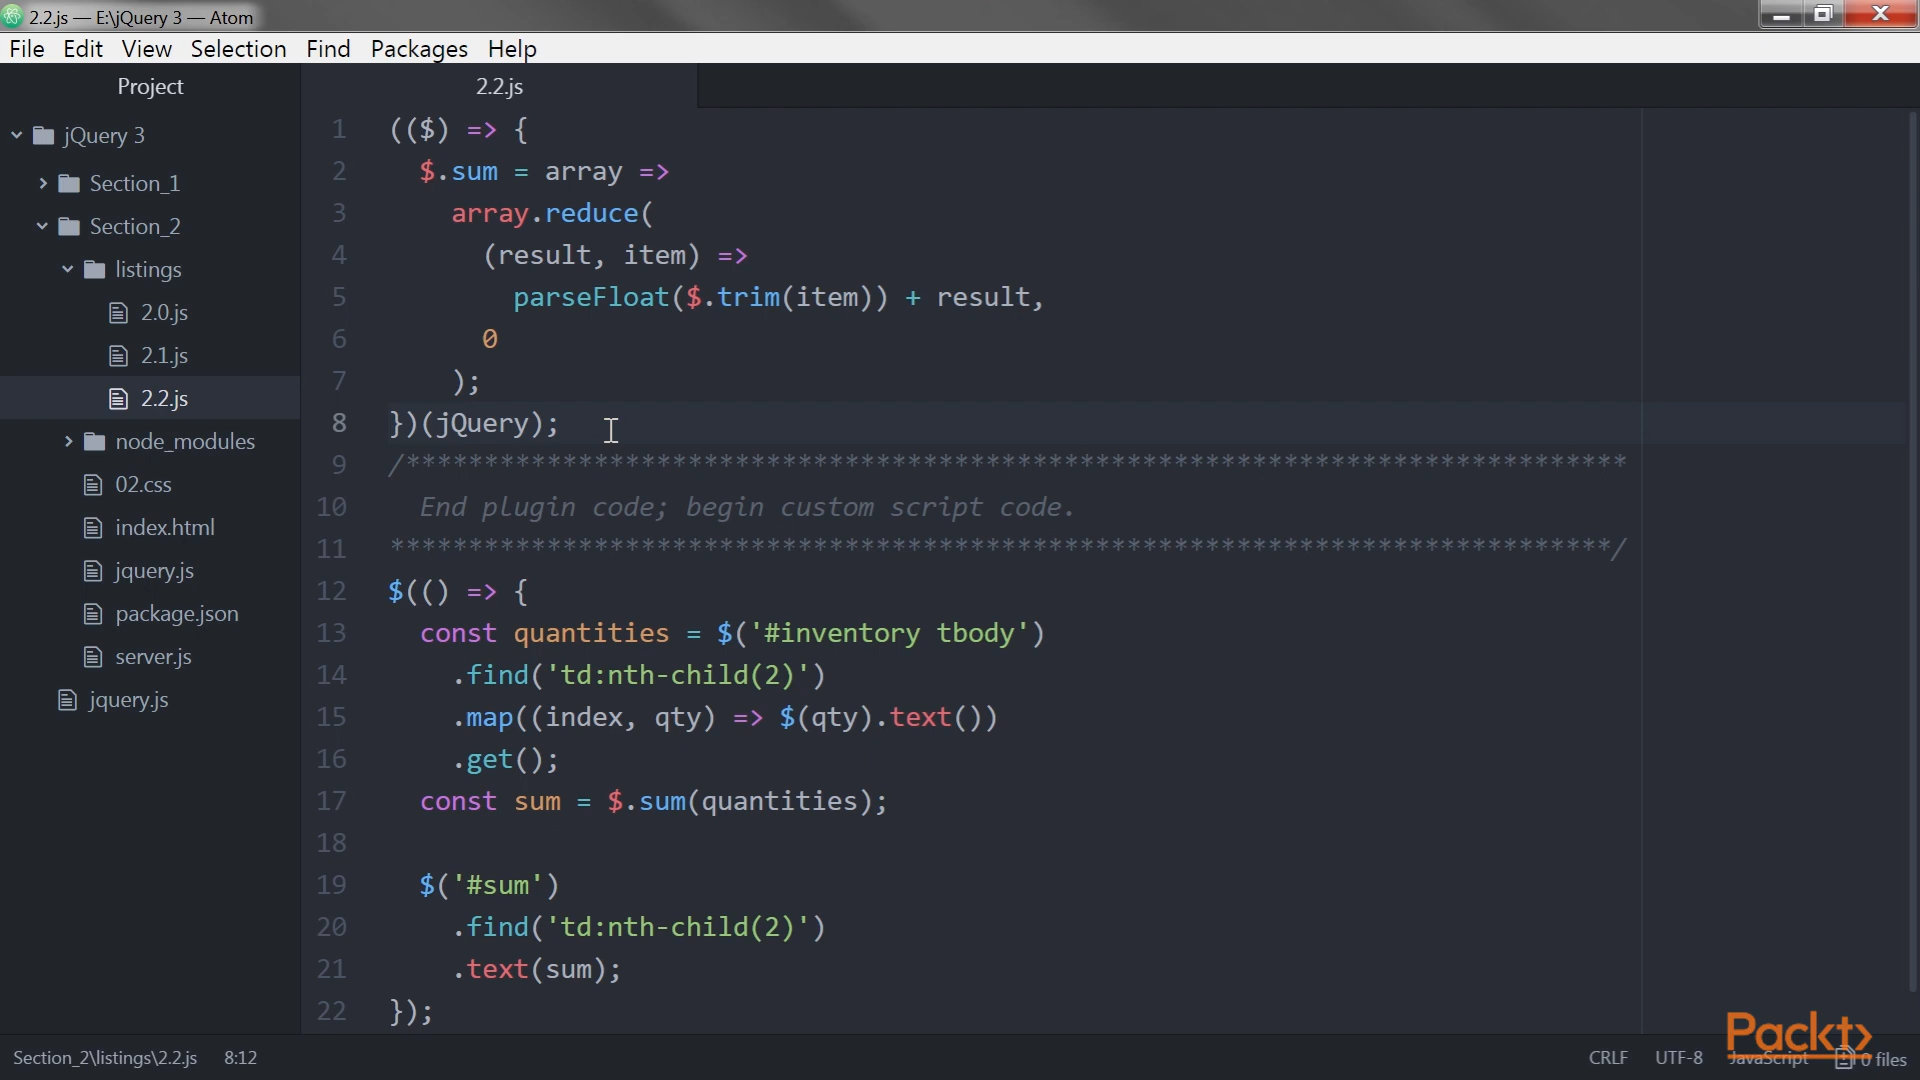 2.2.js — E:\jQuery 3 — Atom
File Edit View Selection Find Packages Help
Project
jQuery 3
Section_1
Section_2
listings
2.0.js
2.1.js
2.2.js
node_modules
02.css
index.html
jquery.js
package.json
server.js
jquery.js
2.2.js
1 (($) => {
2 $.sum = array =>
3 array.reduce(
4 (result, item) =>
5 parseFloat($.trim(item)) + result,
6 0
7 );
8 })(jQuery);
9 /******************************************************************************
10 End plugin code; begin custom script code.
11 ******************************************************************************/
12 $(() => {
13 const quantities = $('#inventory tbody')
14 .find('td:nth-child(2)')
15 .map((index, qty) => $(qty).text())
16 .get();
17 const sum = $.sum(quantities);
18
19 $('#sum')
20 .find('td:nth-child(2)')
21 .text(sum);
22 });
Packt>
Section_2\listings\2.2.js 8:12 CRLF UTF-8 JavaScript 0 files